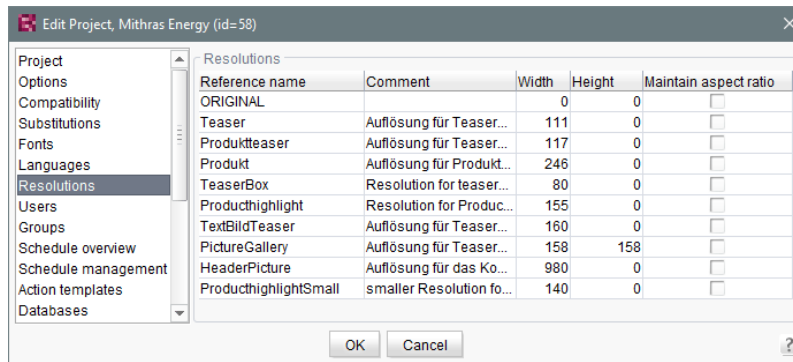 Edit Project, Mithras Energy (id=58)
Project
Options
Compatibility
Substitutions
Fonts
Languages
Resolutions
Users
Groups
Schedule overview
Schedule management
Action templates
Databases
Resolutions
Reference name Comment Width Height Maintain aspect ratio
ORIGINAL 0 0
Teaser Auflösung für Teaser... 111 0
Produktteaser Auflösung für Teaser... 117 0
Produkt Auflösung für Produkt... 246 0
TeaserBox Resolution for teaser... 80 0
Producthighlight Resolution for Produc... 155 0
TextBildTeaser Auflösung für Teaser... 160 0
PictureGallery Auflösung für Teaser... 158 158
HeaderPicture Auflösung für das Ko... 980 0
ProducthighlightSmall smaller Resolution fo... 140 0
OK Cancel ?